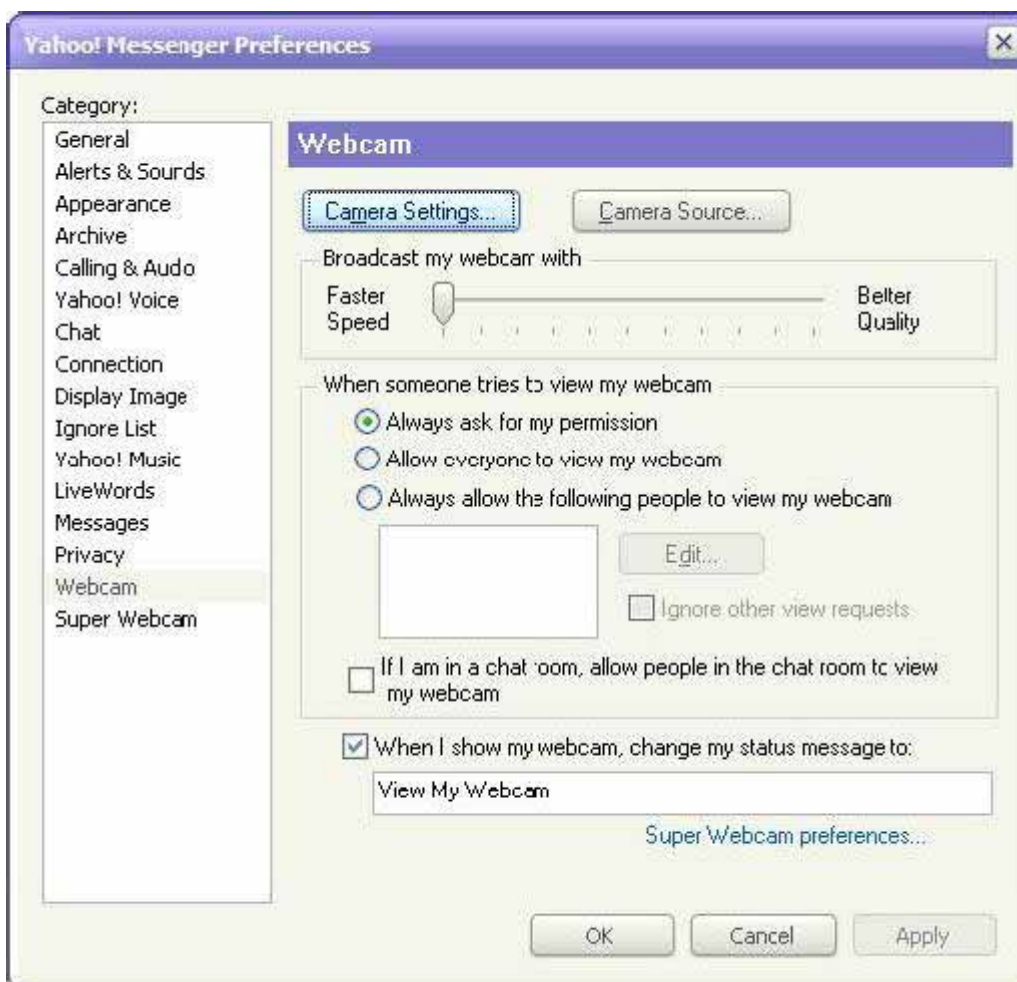 Yahoo! Messenger Preferences
Category:
General
Alerts & Sounds
Appearance
Archive
Calling & Audo
Yahoo! Voice
Chat
Connection
Display Image
Ignore List
Yahoo! Music
LiveWords
Messages
Privacy
Webcam
Super Webcam
Webcam
Camera Settings...
Camera Source...
Broadcast my webcam with
Faster
Speed
Better
Quality
When someone tries to view my webcam
Always ask for my permission
Allow everyone to view my webcam
Always allow the following people to view my webcam
Edit...
Ignore other view requests
If I am in a chat room, allow people in the chat room to view
my webcam
When I show my webcam, change my status message to:
View My Webcam
Super Webcam preferences...
OK
Cancel
Apply